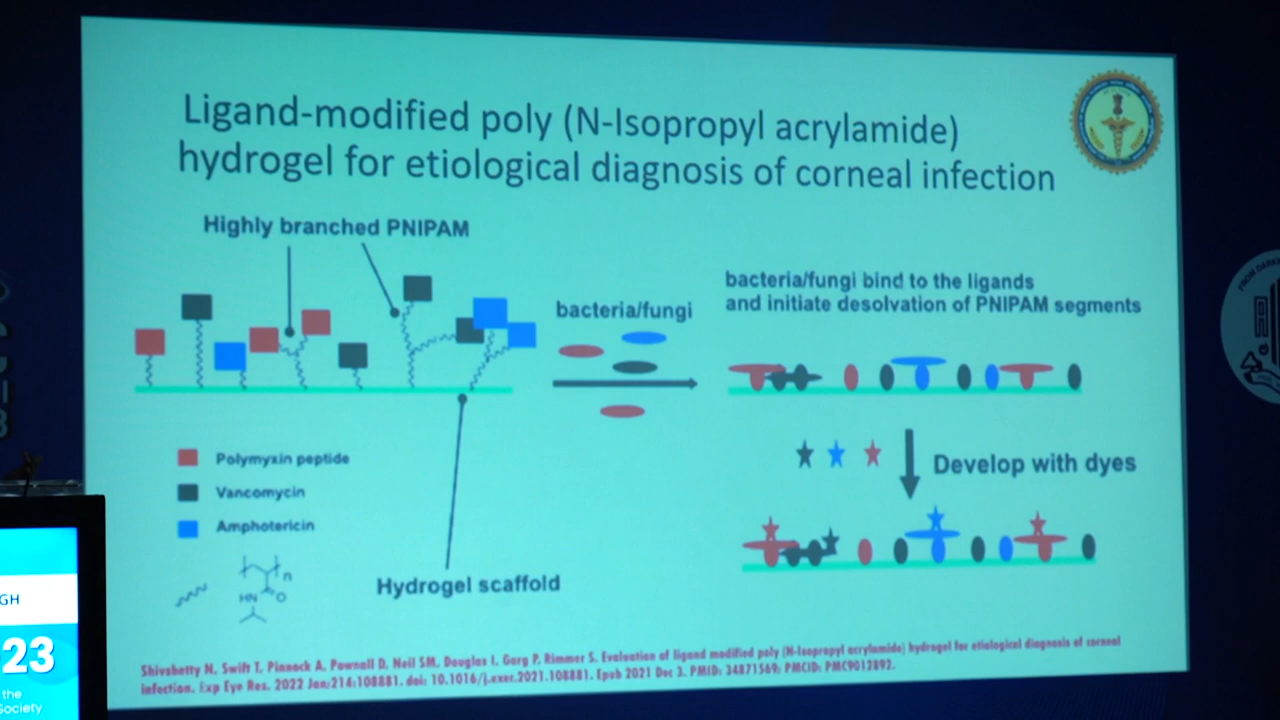 Ligand-modified poly (N-Isopropyl acrylamide)
hydrogel for etiological diagnosis of corneal infection
Highly branched PNIPAM
bacteria/fungi
bacteria/fungi bind to the ligands
and initiate desolvation of PNIPAM segments
Polymyxin peptide
Vancomycin
Amphotericin
n
HN
O
Hydrogel scaffold
Develop with dyes
Shivshetty N, Swift T, Pinnock A, Pownall D, Neil SM, Douglas I, Garg P, Rimmer S. Evaluation of ligand modified poly (N-Isopropyl acrylamide) hydrogel for etiological diagnosis of corneal
infection. Exp Eye Res. 2022 Jan;214:108881. doi: 10.1016/j.exer.2021.108881. Epub 2021 Dec 3. PMID: 34871569; PMCID: PMC9012892.
GH
23
the
Society
FROM DARK